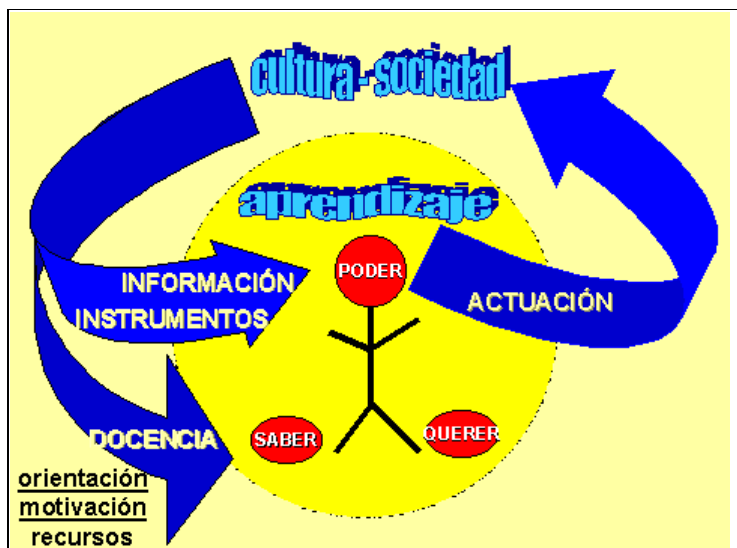 cultura - sociedad
aprendizaje
PODER
INFORMACIÓN
INSTRUMENTOS
ACTUACIÓN
DOCENCIA
SABER
QUERER
orientación
motivación
recursos